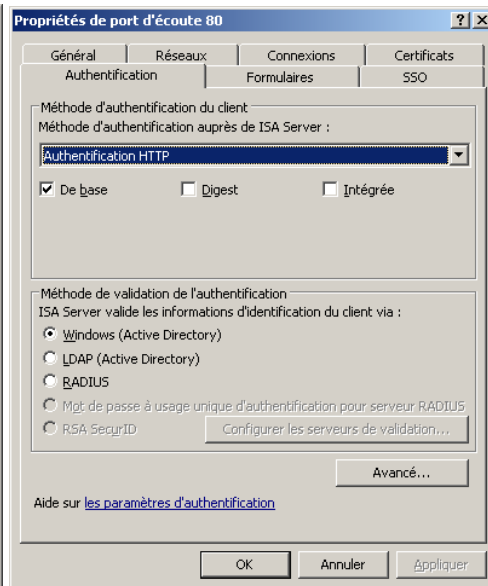 Propriétés de port d'écoute 80
Général Réseaux Connexions Certificats
Authentification Formulaires SSO
Méthode d'authentification du client
Méthode d'authentification auprès de ISA Server :
Authentification HTTP
De base Digest Intégrée
Méthode de validation de l'authentification
ISA Server valide les informations d'identification du client via :
Windows (Active Directory)
LDAP (Active Directory)
RADIUS
Mot de passe à usage unique d'authentification pour serveur RADIUS
RSA SecurID Configurer les serveurs de validation...
Avancé...
Aide sur les paramètres d'authentification
OK Annuler Appliquer